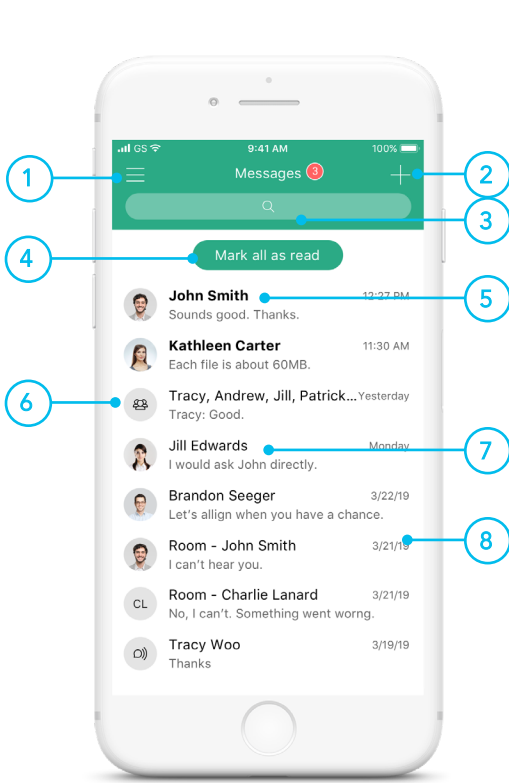 GS 9:41 AM 100%
1 Messages 3 2
3
4 Mark all as read
John Smith 12:27 PM 5
Sounds good. Thanks.
Kathleen Carter 11:30 AM
Each file is about 60MB.
6 Tracy, Andrew, Jill, Patrick... Yesterday
Tracy: Good.
Jill Edwards Monday 7
I would ask John directly.
Brandon Seeger 3/22/19
Let's allign when you have a chance.
Room - John Smith 3/21/19 8
I can't hear you.
CL Room - Charlie Lanard 3/21/19
No, I can't. Something went worng.
Tracy Woo 3/19/19
Thanks